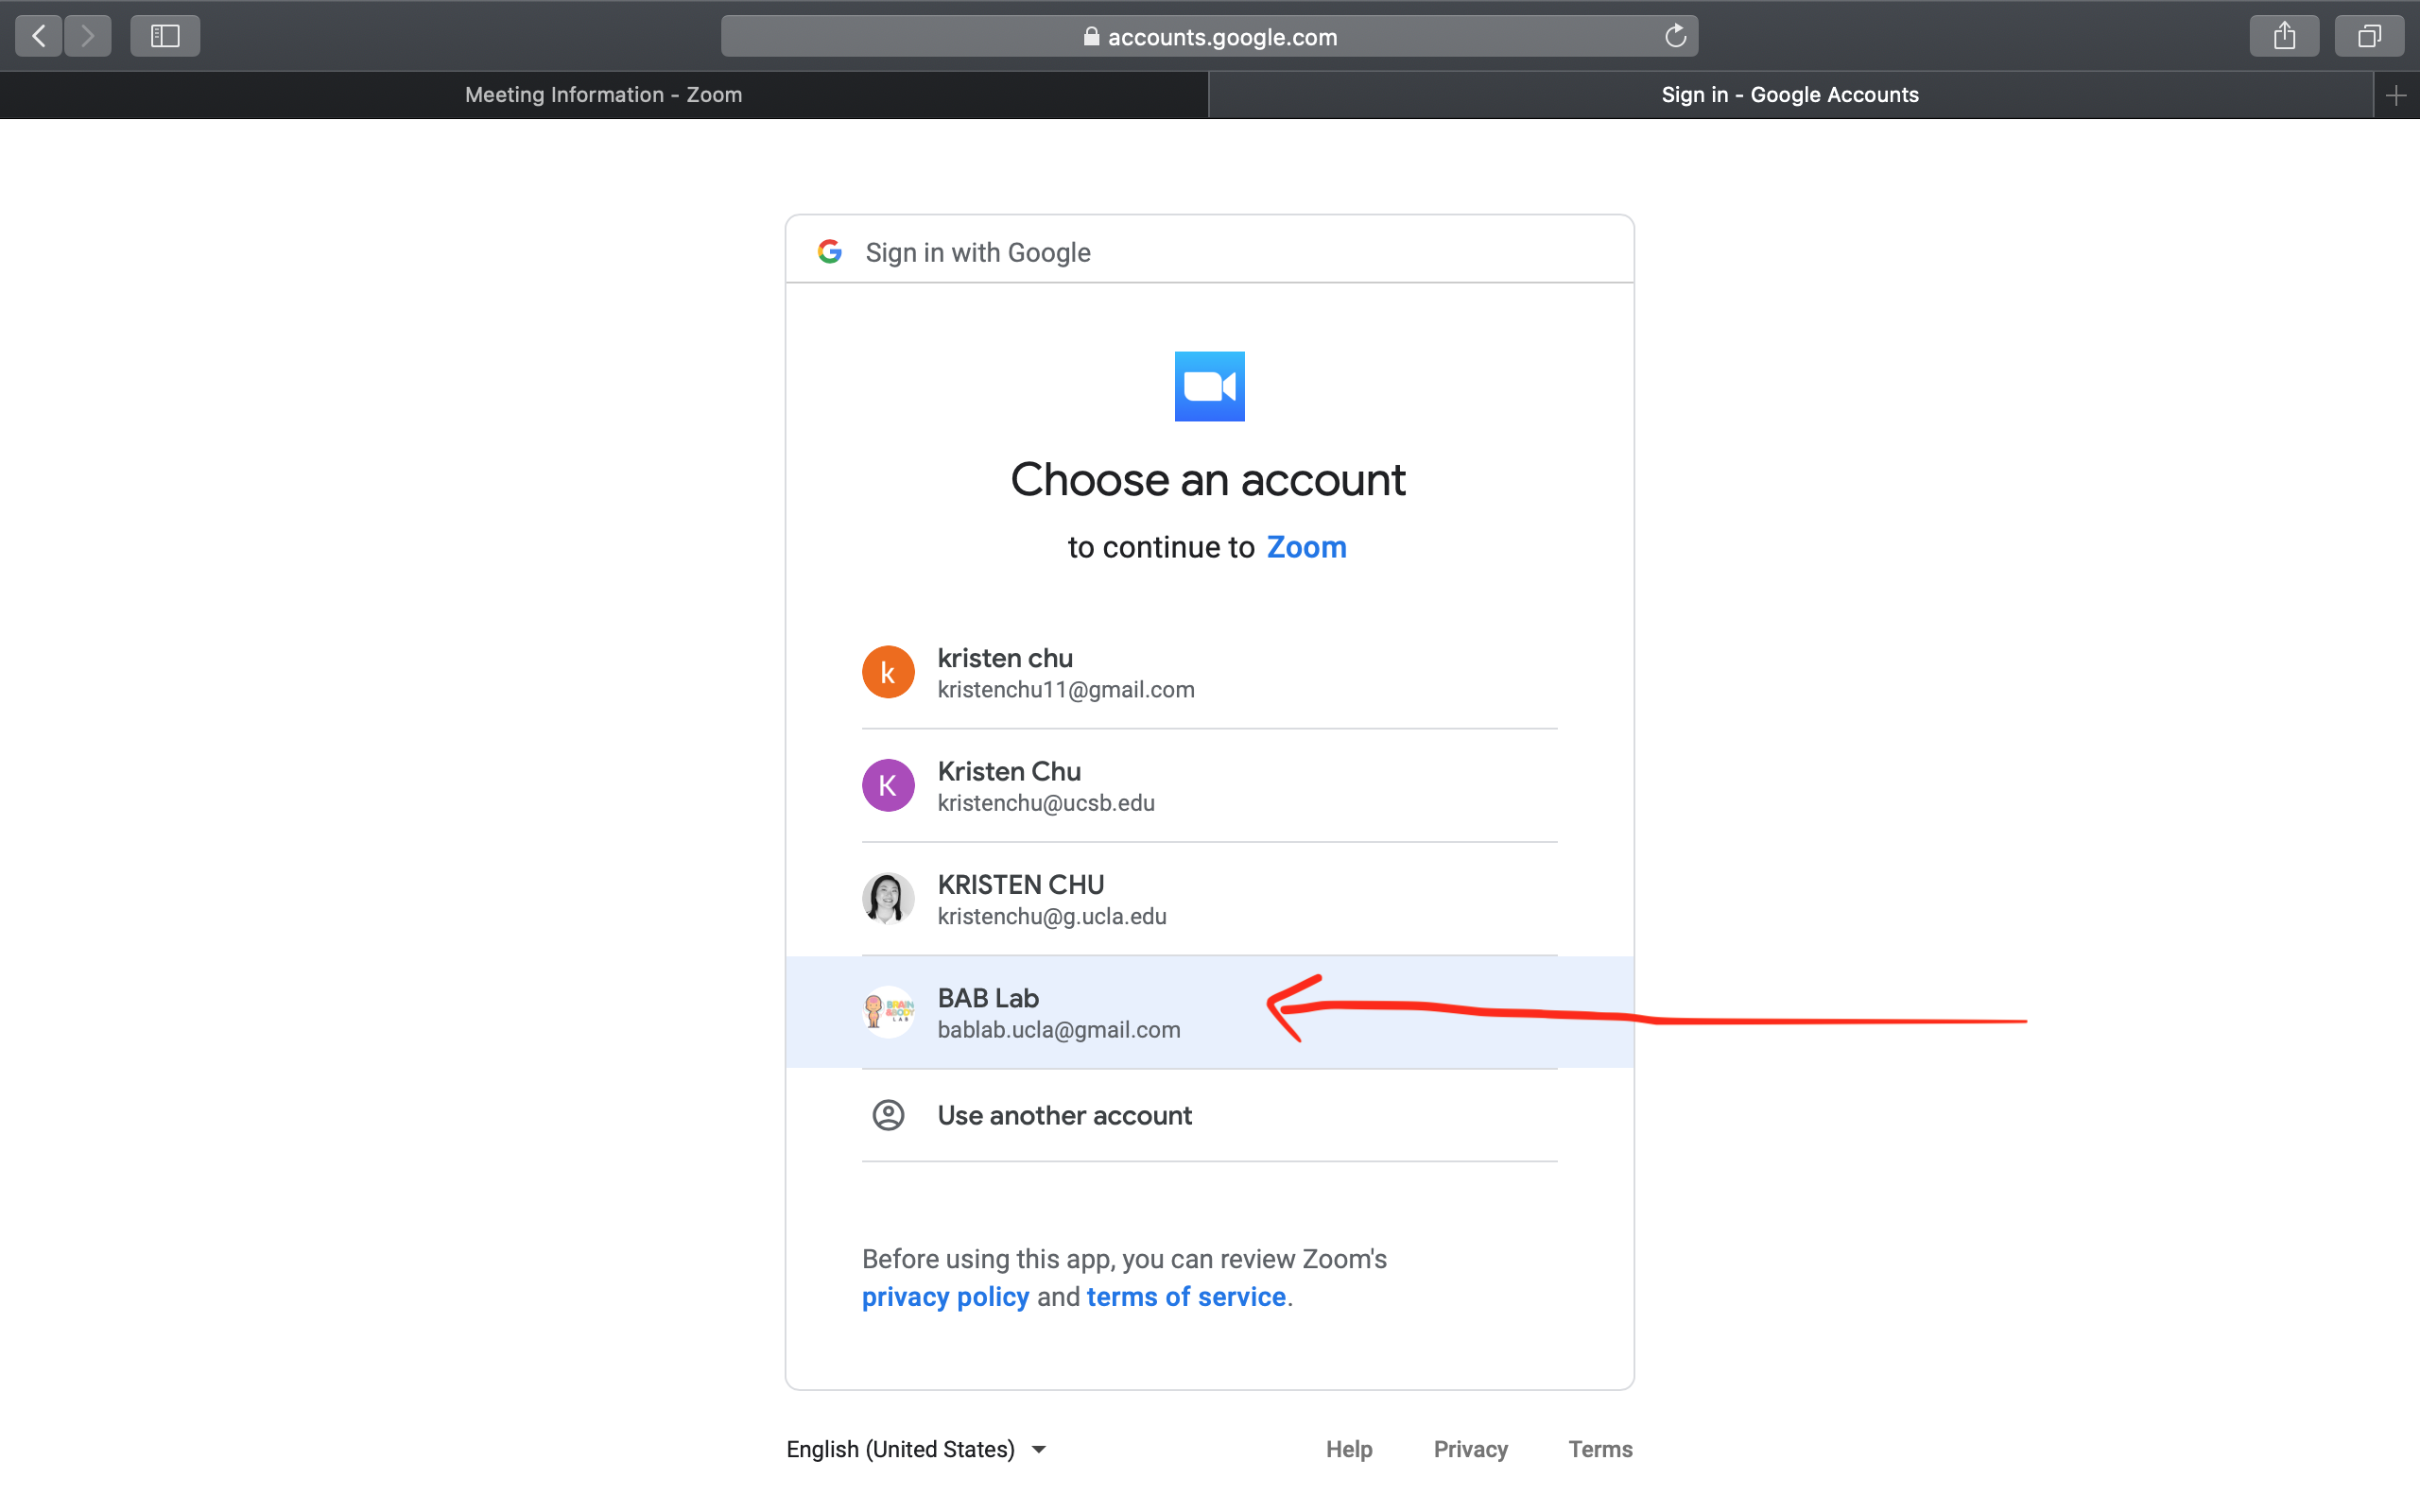 accounts.google.com
Meeting Information - Zoom
Sign in - Google Accounts
Sign in with Google
Choose an account
to continue to Zoom
k
kristen chu
kristenchu11@gmail.com
K
Kristen Chu
kristenchu@ucsb.edu
KRISTEN CHU
kristenchu@g.ucla.edu
BRAIN
&BODY
LAB
BAB Lab
bablab.ucla@gmail.com
Use another account
Before using this app, you can review Zoom's
privacy policy and terms of service.
English (United States)
Help
Privacy
Terms